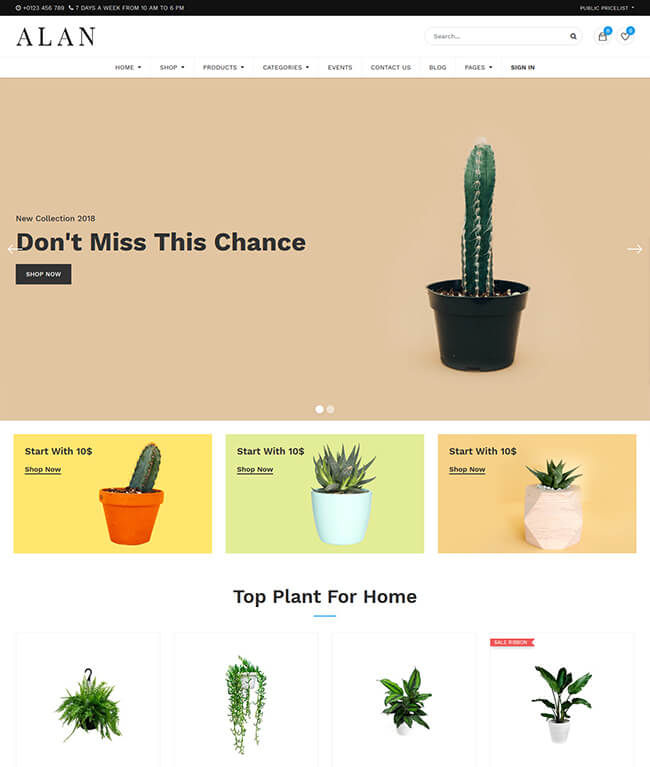 +0123 456 789 7 DAYS A WEEK FROM 10 AM TO 6 PM
PUBLIC PRICELIST
ALAN
Search...
0
0
HOME SHOP PRODUCTS CATEGORIES EVENTS CONTACT US BLOG PAGES SIGN IN
New Collection 2018
Don't Miss This Chance
SHOP NOW
Start With 10$
Shop Now
Start With 10$
Shop Now
Start With 10$
Shop Now
Top Plant For Home
SALE RIBBON